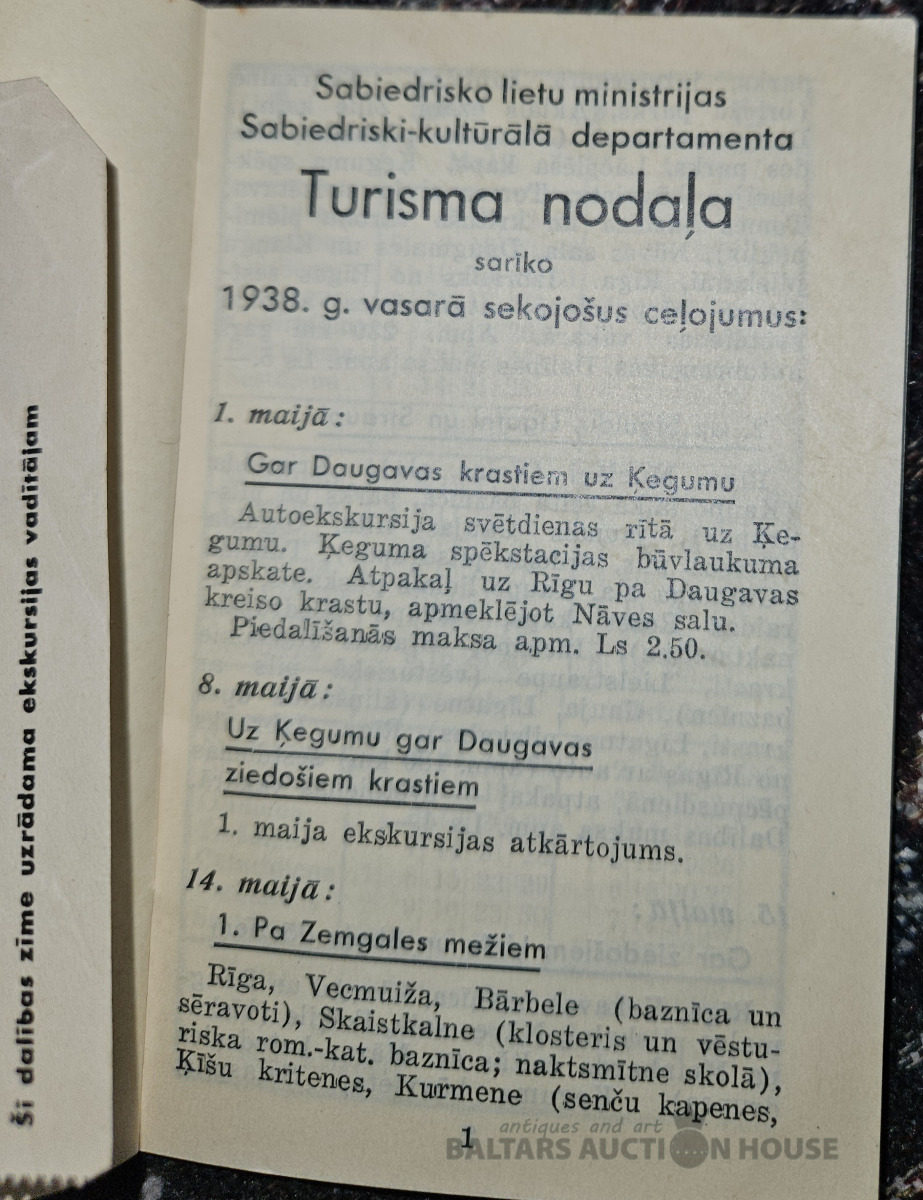 Šī dalības zīme uzrādama ekskursijas vadītājam
Sabiedrisko lietu ministrijas
Sabiedriski-kultūrālā departamenta
Turisma nodaļa
sarīko
1938. g. vasarā sekojošus ceļojumus:
1. maijā:
Gar Daugavas krastiem uz Ķegumu
Autoekskursija svētdienas rītā uz Ķe-
gumu. Ķeguma spēkstacijas būvlaukuma
apskate. Atpakaļ uz Rīgu pa Daugavas
kreiso krastu, apmeklējot Nāves salu.
Piedalīšanās maksa apm. Ls 2.50.
8. maijā:
Uz Ķegumu gar Daugavas
ziedošiem krastiem
1. maija ekskursijas atkārtojums.
14. maijā:
1. Pa Zemgales mežiem
Rīga, Vecmuiža, Bārbele (baznīca un
sēravoti), Skaistkalne (klosteris un vēstu-
riska rom.-kat. baznīca; naktsmītne skolā),
Ķīšu kritenes, Kurmene (senču kapenes,
1
antiques and art
BALTARS AUCTION HOUSE